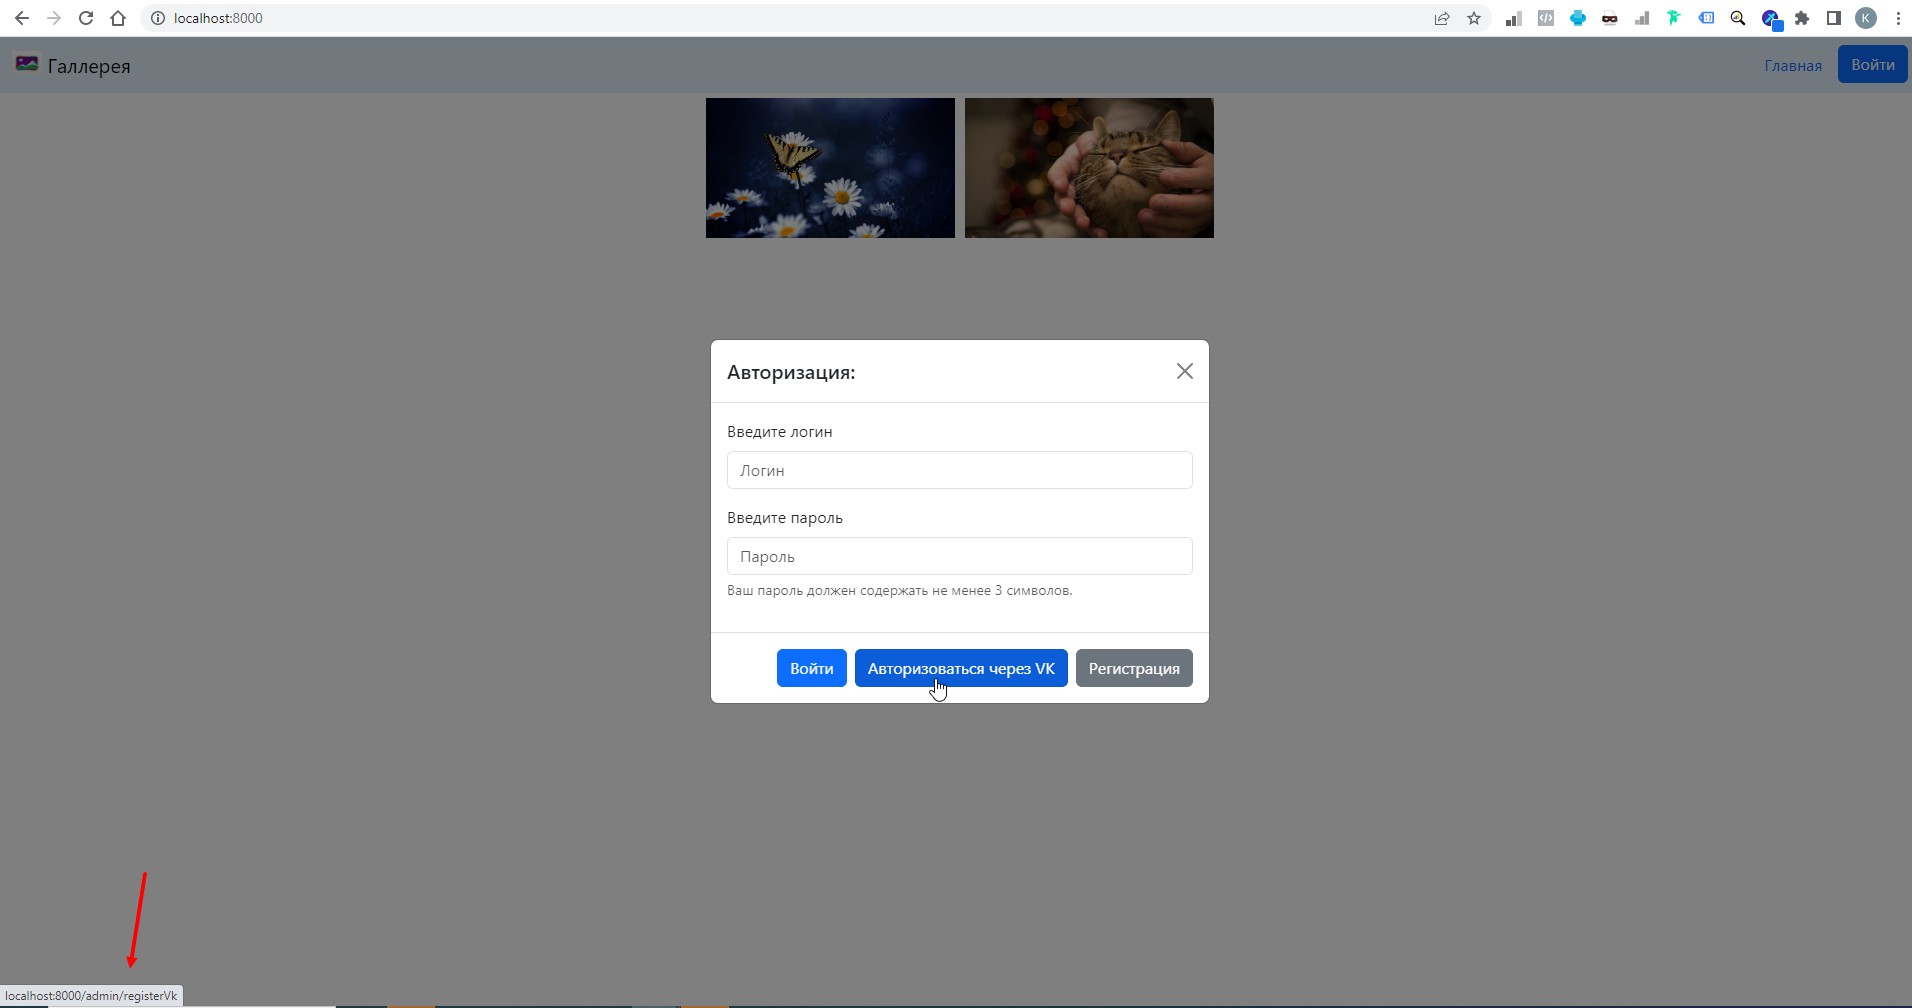 localhost:8000
K
Галлерея
Главная
Войти
Авторизация:
Введите логин
Логин
Введите пароль
Пароль
Ваш пароль должен содержать не менее 3 символов.
Войти
Авторизоваться через VK
Регистрация
localhost:8000/admin/registerVk